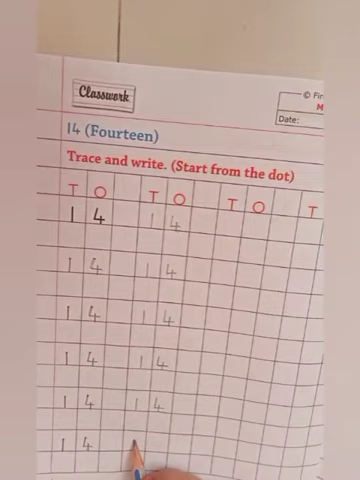 Classwork
© Fin
M
Date:
14 (Fourteen)
Trace and write. (Start from the dot)
T O T O T O T
1 4 1 4
1 4 1 4
1 4 1 4
1 4 1 4
1 4 1 4
1 4